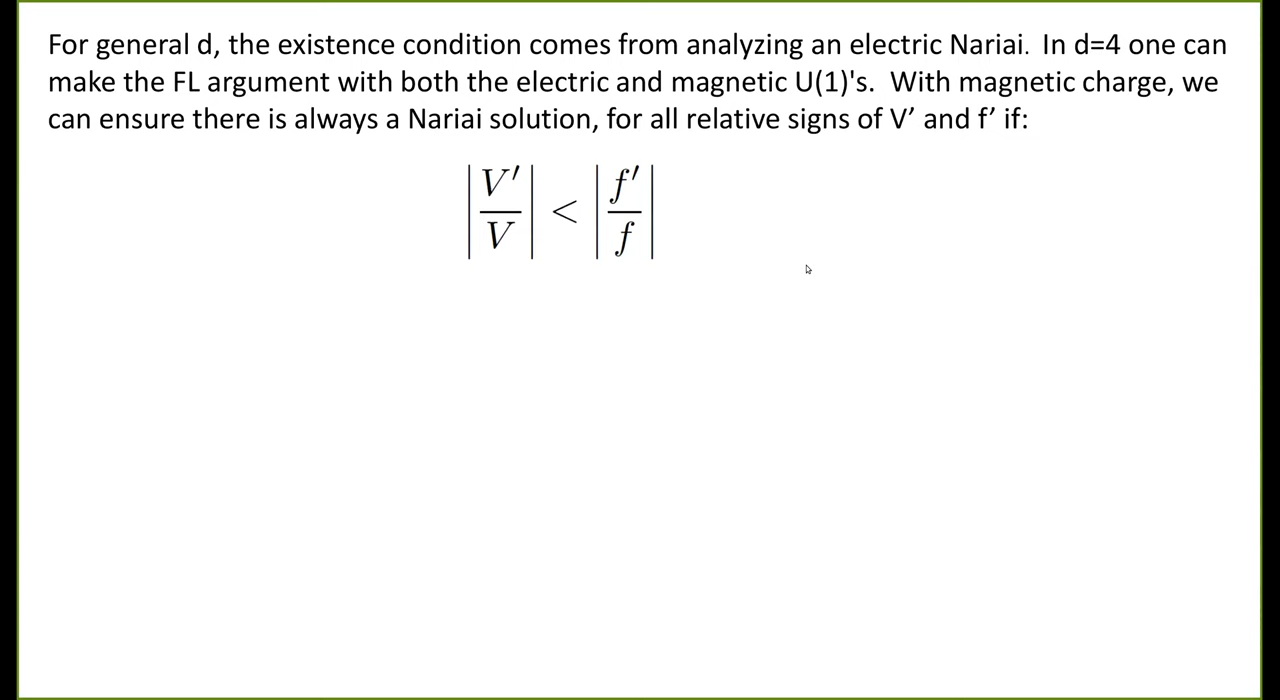 For general d, the existence condition comes from analyzing an electric Nariai. In d=4 one can
make the FL argument with both the electric and magnetic U(1)'s. With magnetic charge, we
can ensure there is always a Nariai solution, for all relative signs of V’ and f’ if:
|V′/V| < |f′/f|